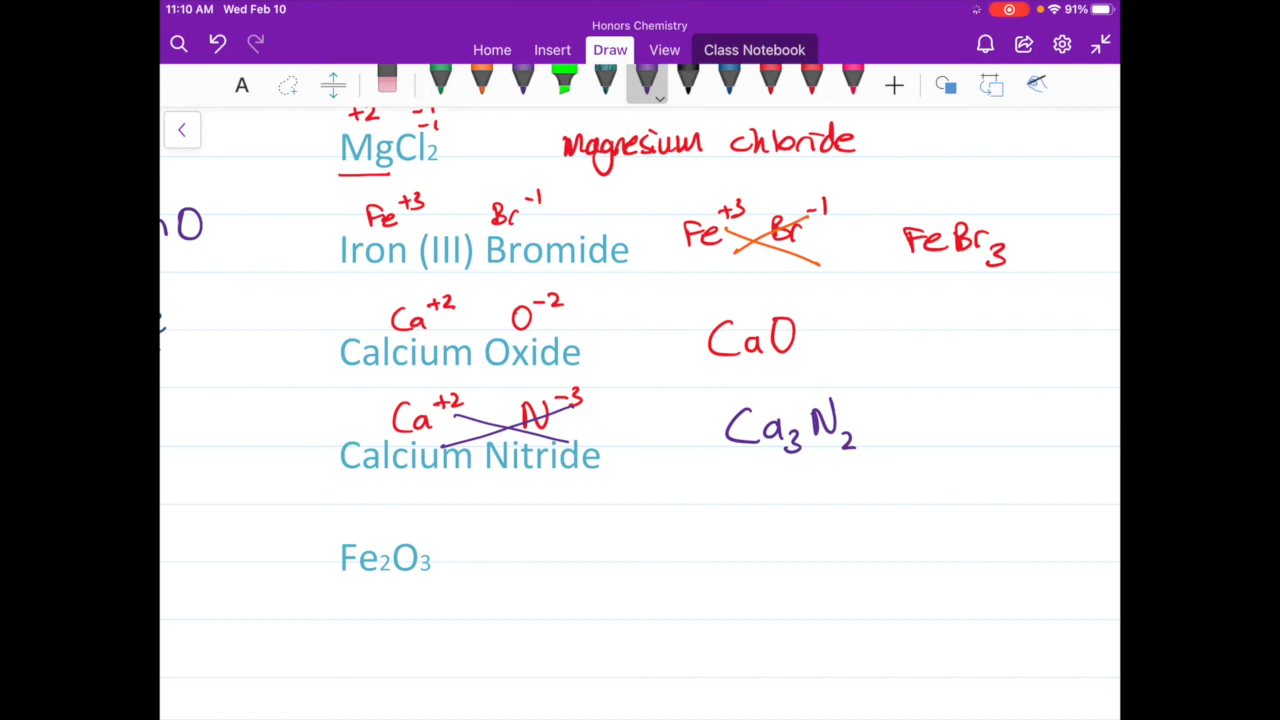 11:10 AM Wed Feb 10
91%
Honors Chemistry
Home Insert Draw View Class Notebook
A
+2 -1
-1
MgCl2 Magnesium chloride
Fe+3 Br-1
Iron (III) Bromide Fe+3 Br-1 FeBr3
O
Ca+2 O-2
Calcium Oxide CaO
Ca+2 N-3
Calcium Nitride Ca3N2
Fe2O3